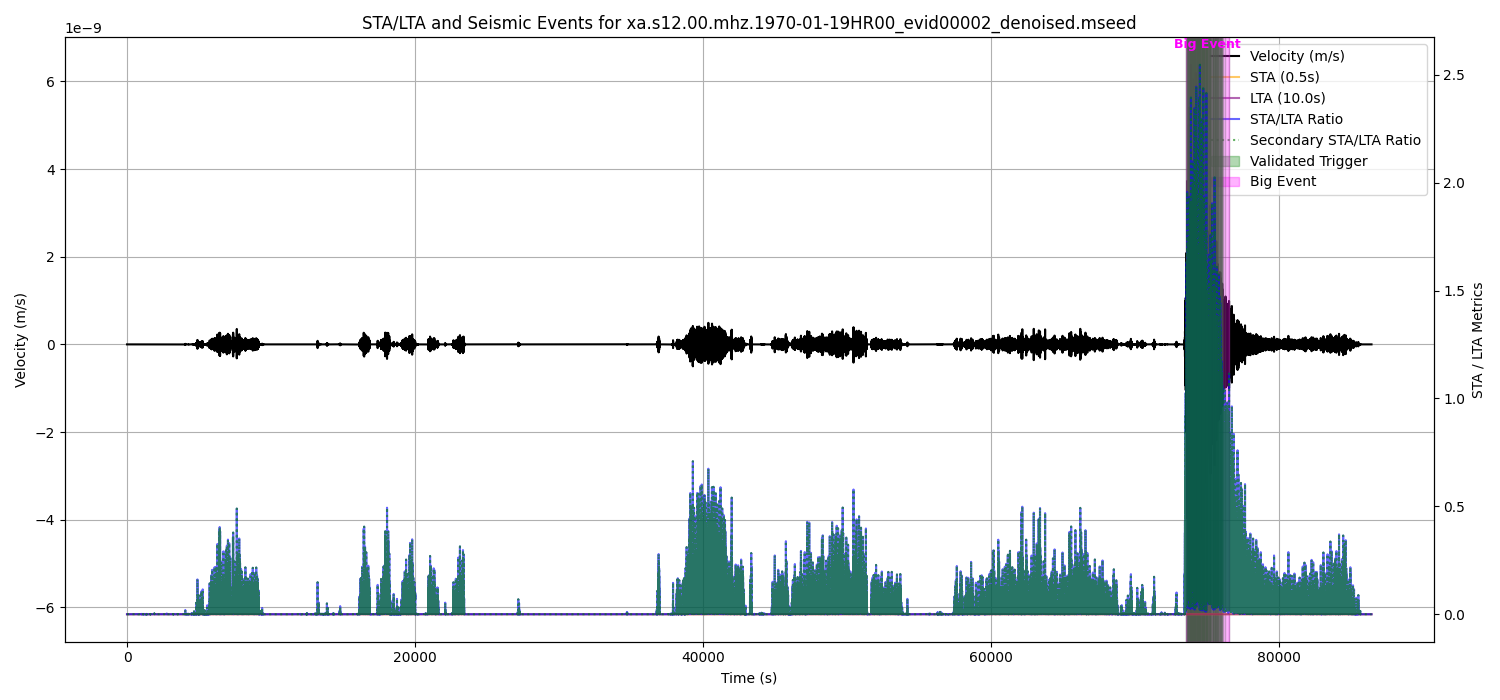 STA/LTA and Seismic Events for xa.s12.00.mhz.1970-01-19HR00_evid00002_denoised.mseed
1e−9
Big Event
Velocity (m/s)
STA (0.5s)
LTA (10.0s)
STA/LTA Ratio
Secondary STA/LTA Ratio
Validated Trigger
Big Event
6
4
2
0
−2
−4
−6
Velocity (m/s)
2.5
2.0
1.5
1.0
0.5
0.0
STA / LTA Metrics
0
20000
40000
60000
80000
Time (s)